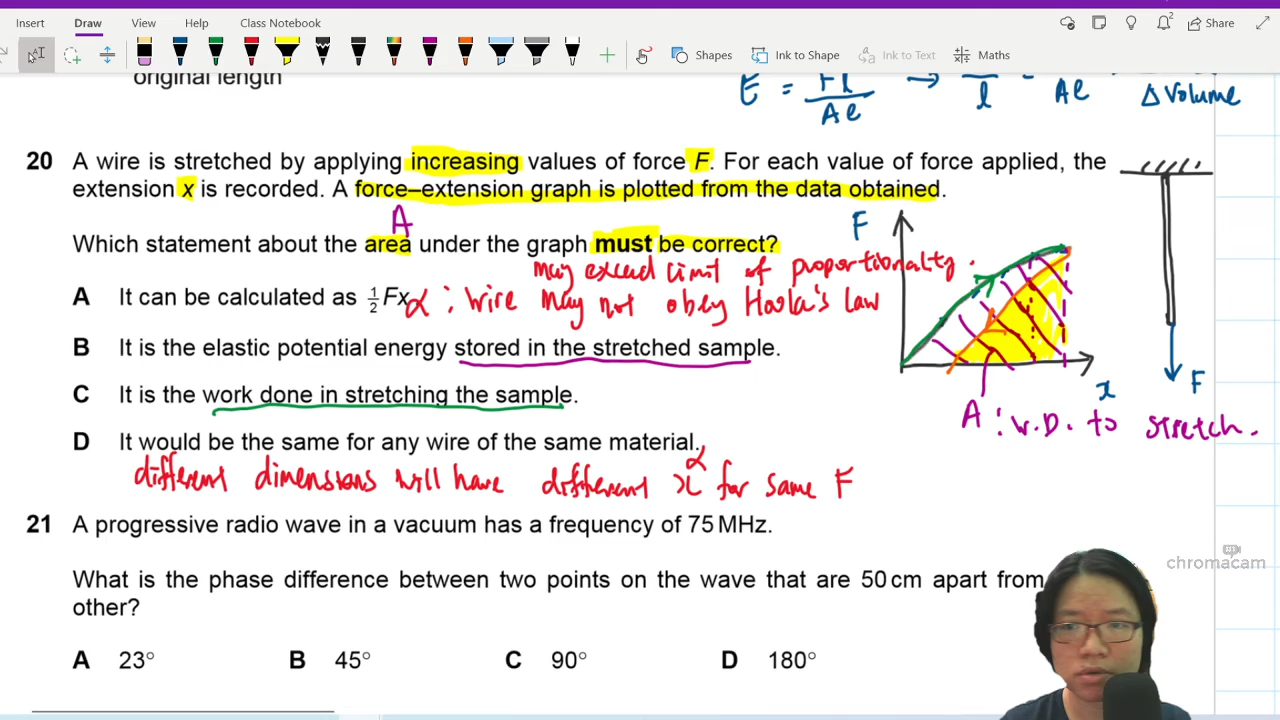 Insert Draw View Help Class Notebook Share
Shapes Ink to Shape Ink to Text Maths
original length
E = Fl / Ae → l Ae Δ Volume
20 A wire is stretched by applying increasing values of force F. For each value of force applied, the
extension x is recorded. A force–extension graph is plotted from the data obtained.
A
F
Which statement about the area under the graph must be correct?
may exceed limit of proportionality.
A It can be calculated as ½Fx
∴ wire may not obey Hooke's law
B It is the elastic potential energy stored in the stretched sample.
C It is the work done in stretching the sample.
x
F
A : W.D. to stretch.
D It would be the same for any wire of the same material.
different dimensions will have different x for same F
21 A progressive radio wave in a vacuum has a frequency of 75 MHz.
chromacam
What is the phase difference between two points on the wave that are 50 cm apart from
other?
A 23° B 45° C 90° D 180°